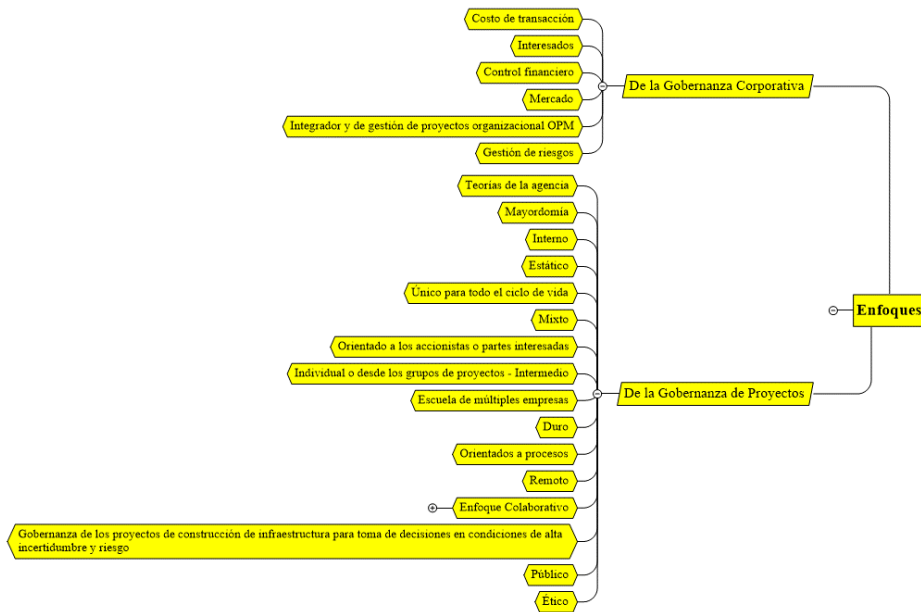 Costo de transacción
Interesados
Control financiero
Mercado
Integrador y de gestión de proyectos organizacional OPM
Gestión de riesgos
De la Gobernanza Corporativa
Teorías de la agencia
Mayordomía
Interno
Estático
Único para todo el ciclo de vida
Mixto
Orientado a los accionistas o partes interesadas
Individual o desde los grupos de proyectos - Intermedio
Escuela de múltiples empresas
Duro
Orientados a procesos
Remoto
Enfoque Colaborativo
Gobernanza de los proyectos de construcción de infraestructura para toma de decisiones en condiciones de alta
incertidumbre y riesgo
Público
Ético
De la Gobernanza de Proyectos
Enfoques